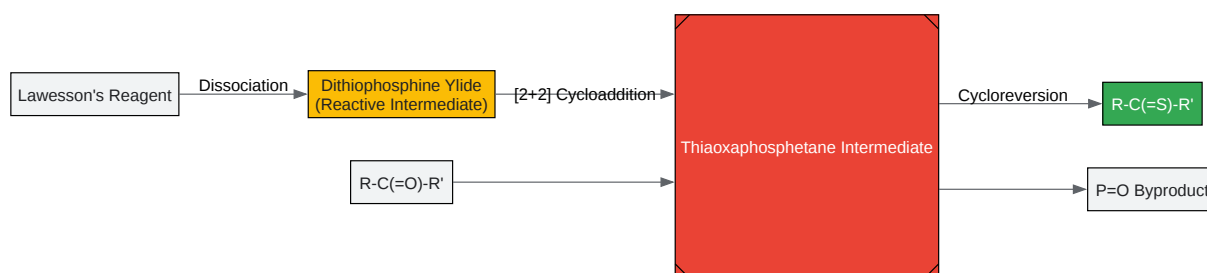 Lawesson's Reagent
Dissociation
Dithiophosphine Ylide
(Reactive Intermediate)
[2+2] Cycloaddition
R-C(=O)-R'
Thiaoxaphosphetane Intermediate
Cycloreversion
R-C(=S)-R'
P=O Byproduct